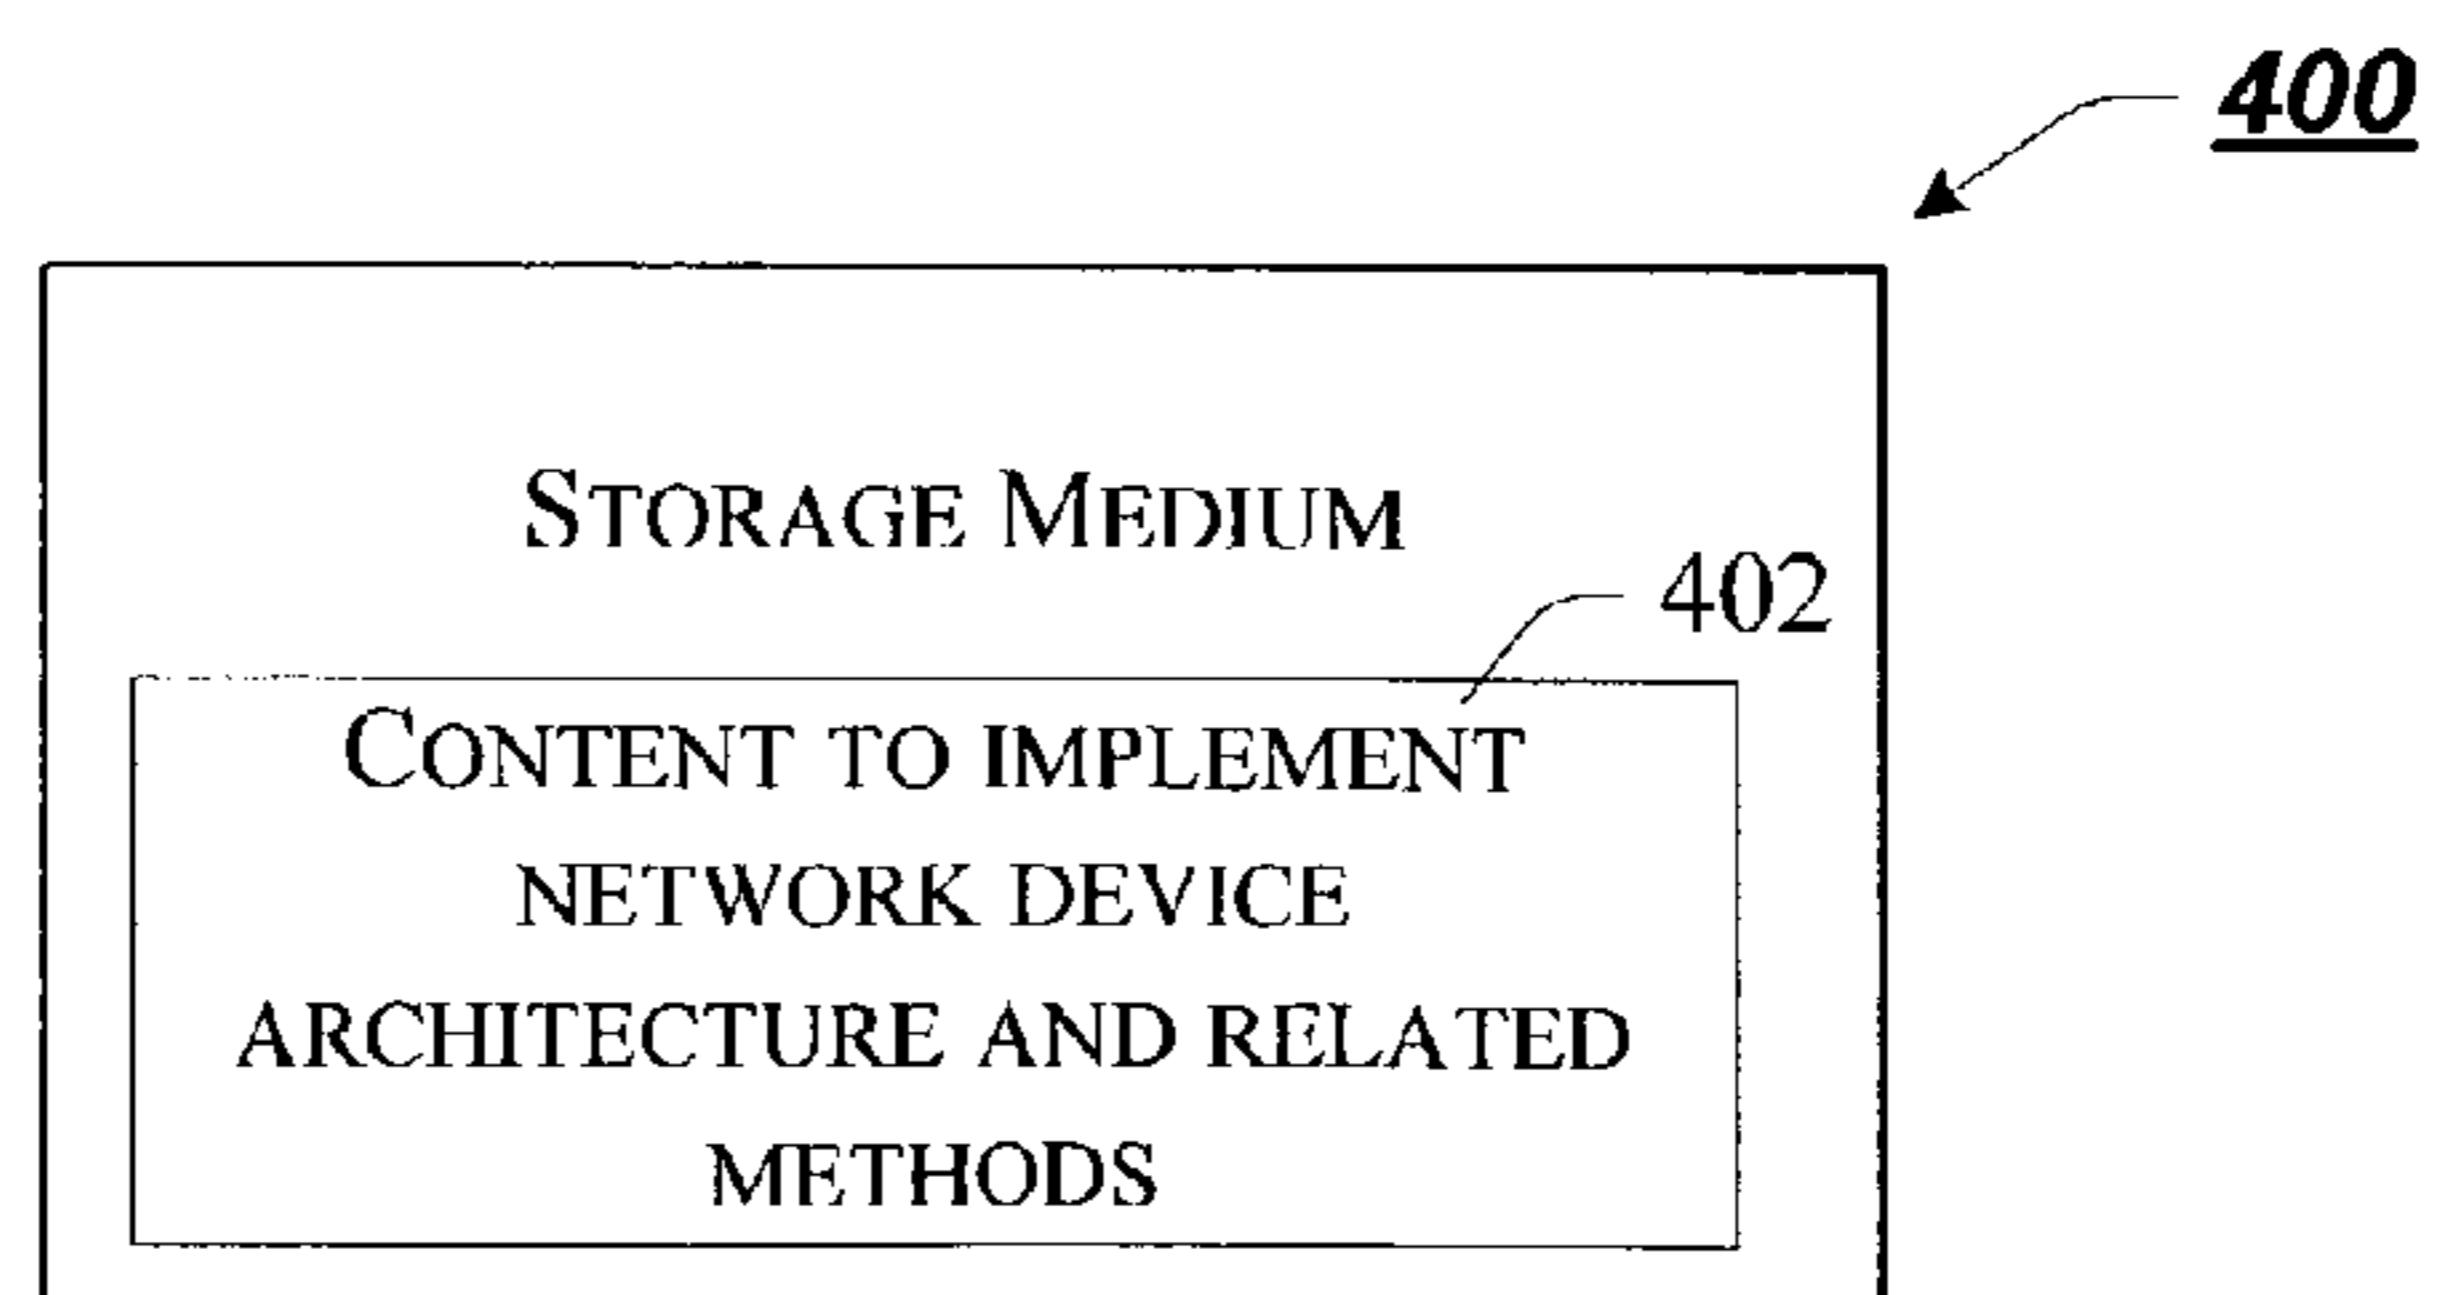 400
STORAGE MEDIUM
402
CONTENT TO IMPLEMENT
NETWORK DEVICE
ARCHITECTURE AND RELATED
METHODS